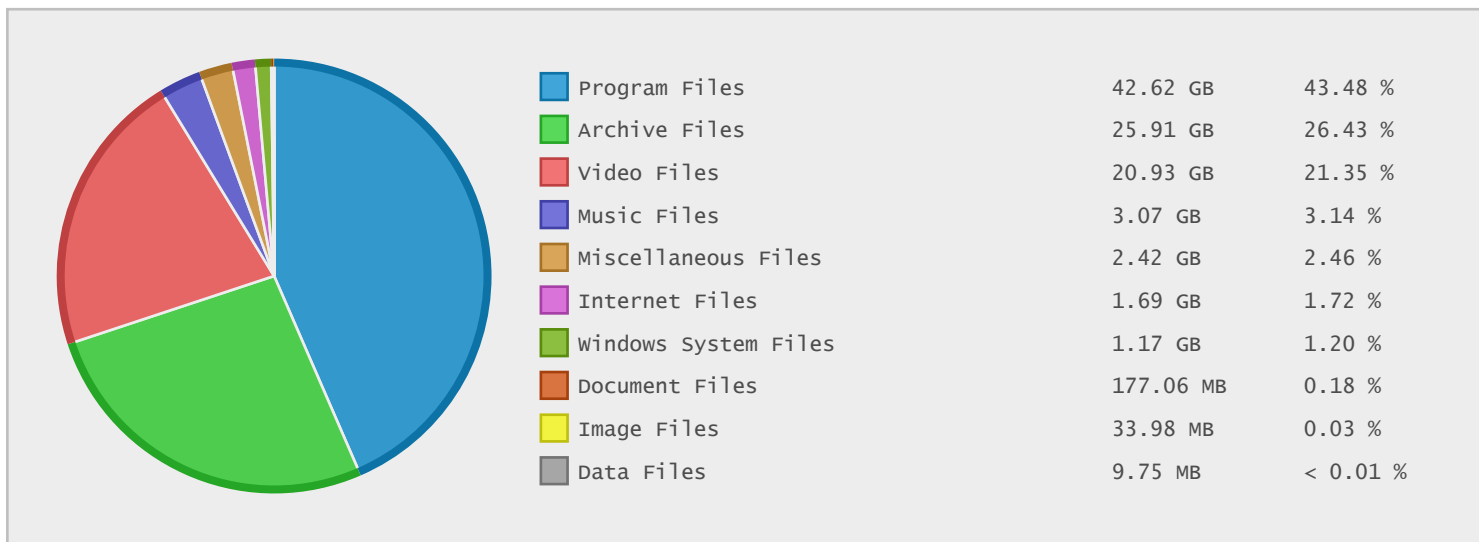 Program Files 42.62 GB 43.48 %
Archive Files 25.91 GB 26.43 %
Video Files 20.93 GB 21.35 %
Music Files 3.07 GB 3.14 %
Miscellaneous Files 2.42 GB 2.46 %
Internet Files 1.69 GB 1.72 %
Windows System Files 1.17 GB 1.20 %
Document Files 177.06 MB 0.18 %
Image Files 33.98 MB 0.03 %
Data Files 9.75 MB < 0.01 %